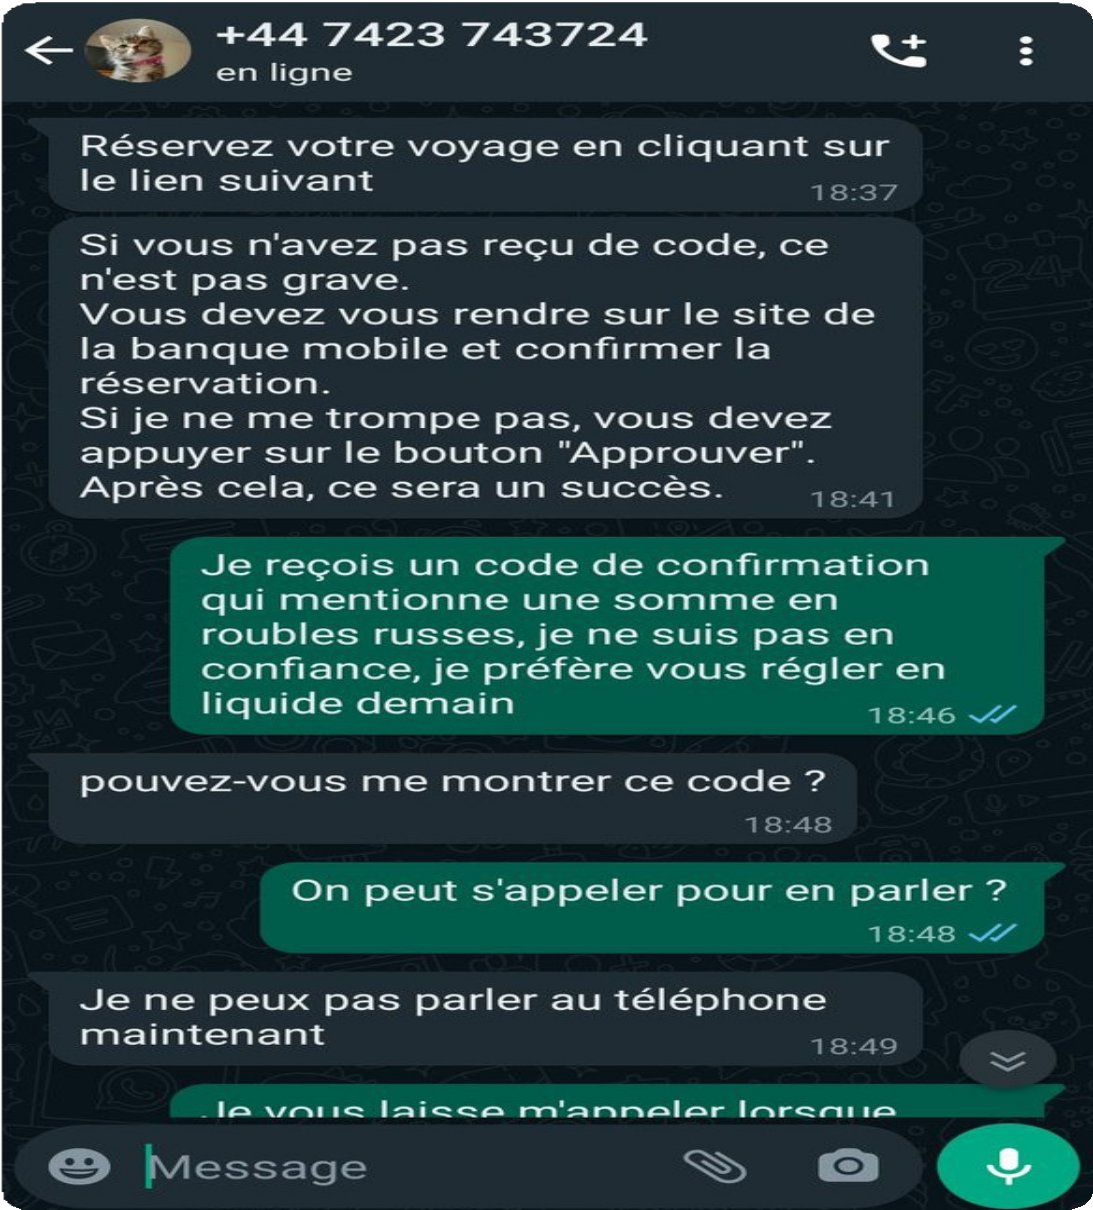 +44 7423 743724
en ligne
Réservez votre voyage en cliquant sur
le lien suivant
18:37
Si vous n'avez pas reçu de code, ce
n'est pas grave.
Vous devez vous rendre sur le site de
la banque mobile et confirmer la
réservation.
Si je ne me trompe pas, vous devez
appuyer sur le bouton "Approuver".
Après cela, ce sera un succès.
18:41
Je reçois un code de confirmation
qui mentionne une somme en
roubles russes, je ne suis pas en
confiance, je préfère vous régler en
liquide demain
18:46
pouvez-vous me montrer ce code ?
18:48
On peut s'appeler pour en parler ?
18:48
Je ne peux pas parler au téléphone
maintenant
18:49
Je vous laisse m'appeler lorsque
Message